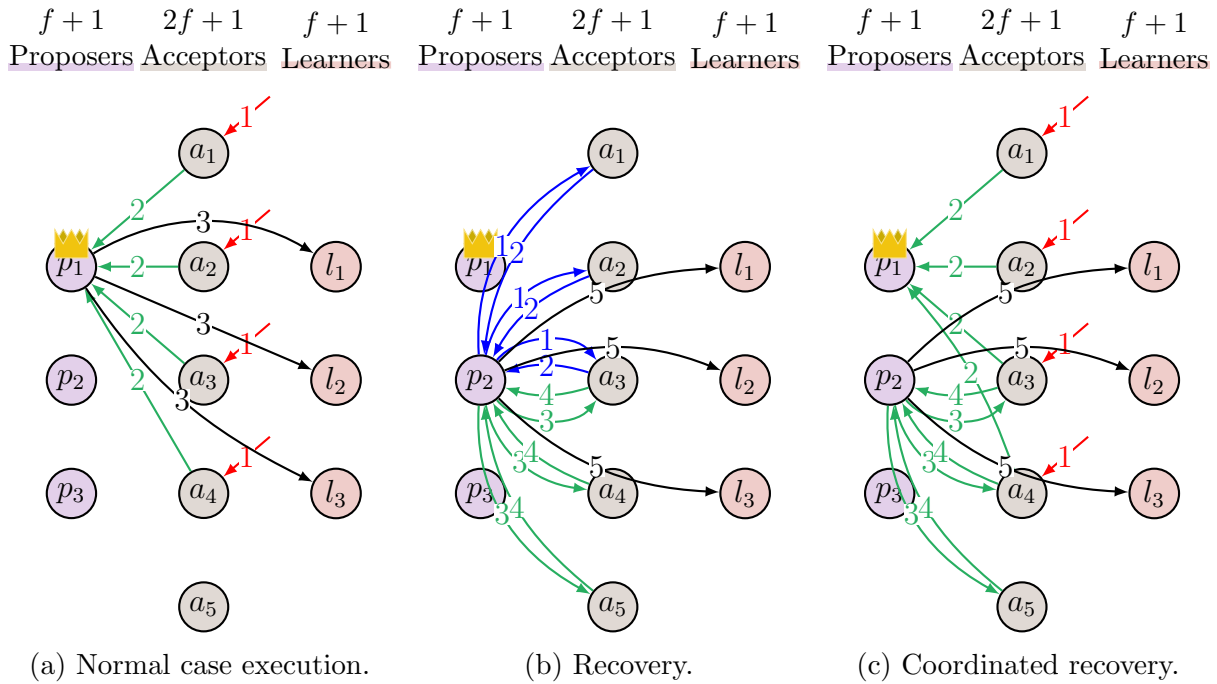 f + 1 2f + 1 f + 1 f + 1 2f + 1 f + 1 f + 1 2f + 1 f + 1
Proposers Acceptors Learners Proposers Acceptors Learners Proposers Acceptors Learners
1
a1
2
3
1
p1
2
a2
l1
2
3
1
p2
2
a3
l2
3
1
p3
a4
l3
a5
(a) Normal case execution.
a1
p1
1
2
a2
l1
1
2
5
1
2
5
p2
a3
l2
4
3
3
4
5
p3
a4
l3
3
4
a5
(b) Recovery.
1
a1
2
1
p1
2
a2
l1
5
2
1
5
p2
2
a3
l2
4
3
3
4
5
1
p3
a4
l3
3
4
a5
(c) Coordinated recovery.